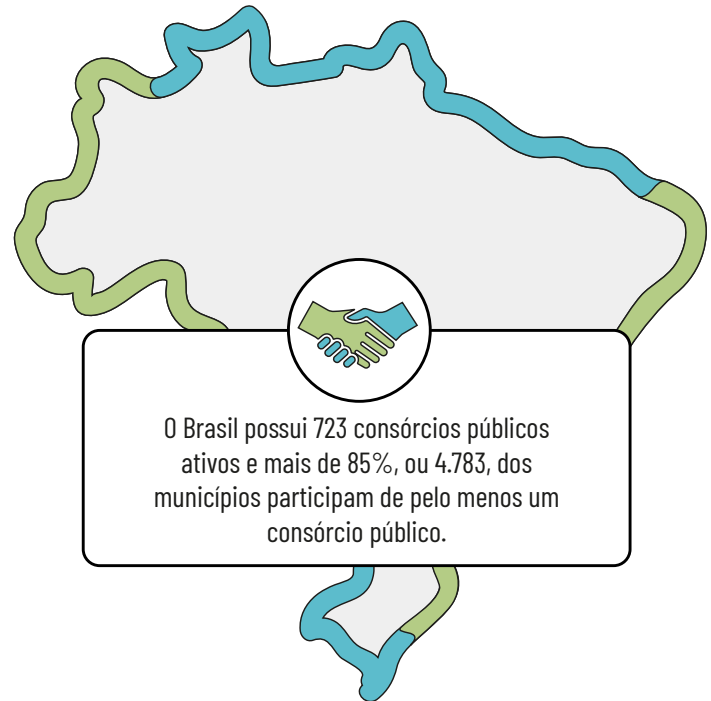 O Brasil possui 723 consórcios públicos
ativos e mais de 85%, ou 4.783, dos
municípios participam de pelo menos um
consórcio público.